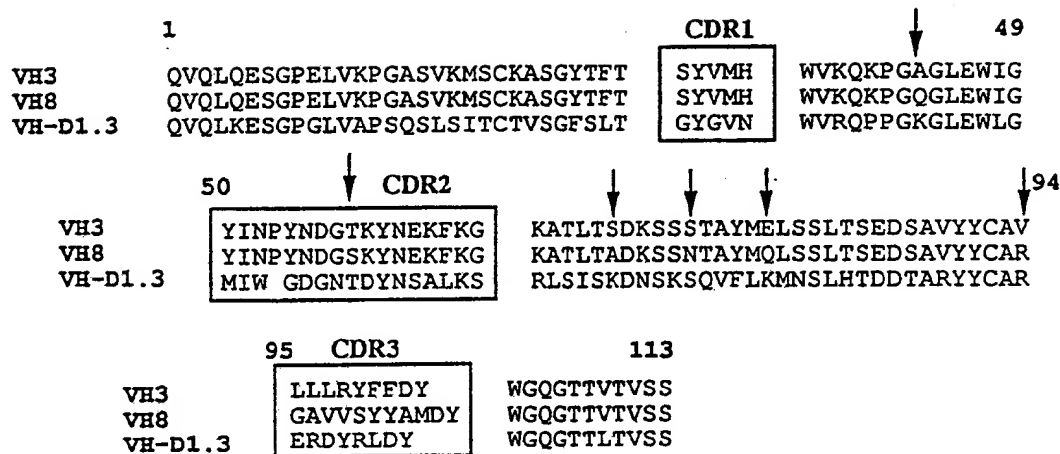 1 CDR1 49
VH3 QVQLQESGPELVKPGASVKMSCKASGYTFT SYVMH WVKQKPGAGLEWIG
VH8 QVQLQESGPELVKPGASVKMSCKASGYTFT SYVMH WVKQKPGQGLEWIG
VH-D1.3 QVQLKESGPGLVAPSQSLSITCTVSGFSLT GYGVN WVRQPPGKGLEWLG
50 CDR2 94
VH3 YINPYNDGTKYNEKFKG KATLTSDKSSSTAYMELSSLTSEDSAVYYCAV
VH8 YINPYNDGSKYNEKFKG KATLTADKSSNTAYMQLSSLTSEDSAVYYCAR
VH-D1.3 MIW GDGNTDYNSALKS RLSISKDNSKSQVFLKMNSLHTDDTARYYCAR
95 CDR3 113
VH3 LLLRYFFDY WGQGTTVTVSS
VH8 GAVVSYYAMDY WGQGTTVTVSS
VH-D1.3 ERDYRLDY WGQGTTLTVSS